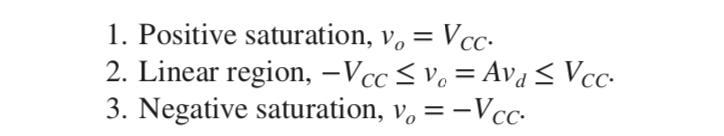 1. Positive saturation, vₒ = V_CC.
2. Linear region, −V_CC ≤ vₒ = Av_d ≤ V_CC.
3. Negative saturation, vₒ = −V_CC.